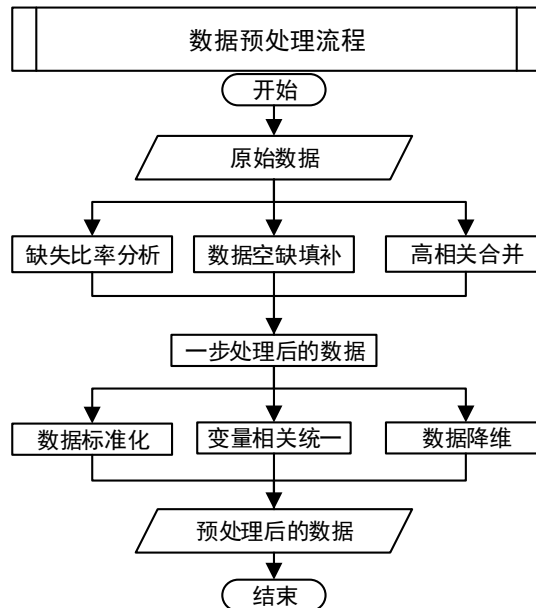 数据预处理流程
开始
原始数据
缺失比率分析 数据空缺填补 高相关合并
一步处理后的数据
数据标准化 变量相关统一 数据降维
预处理后的数据
结束